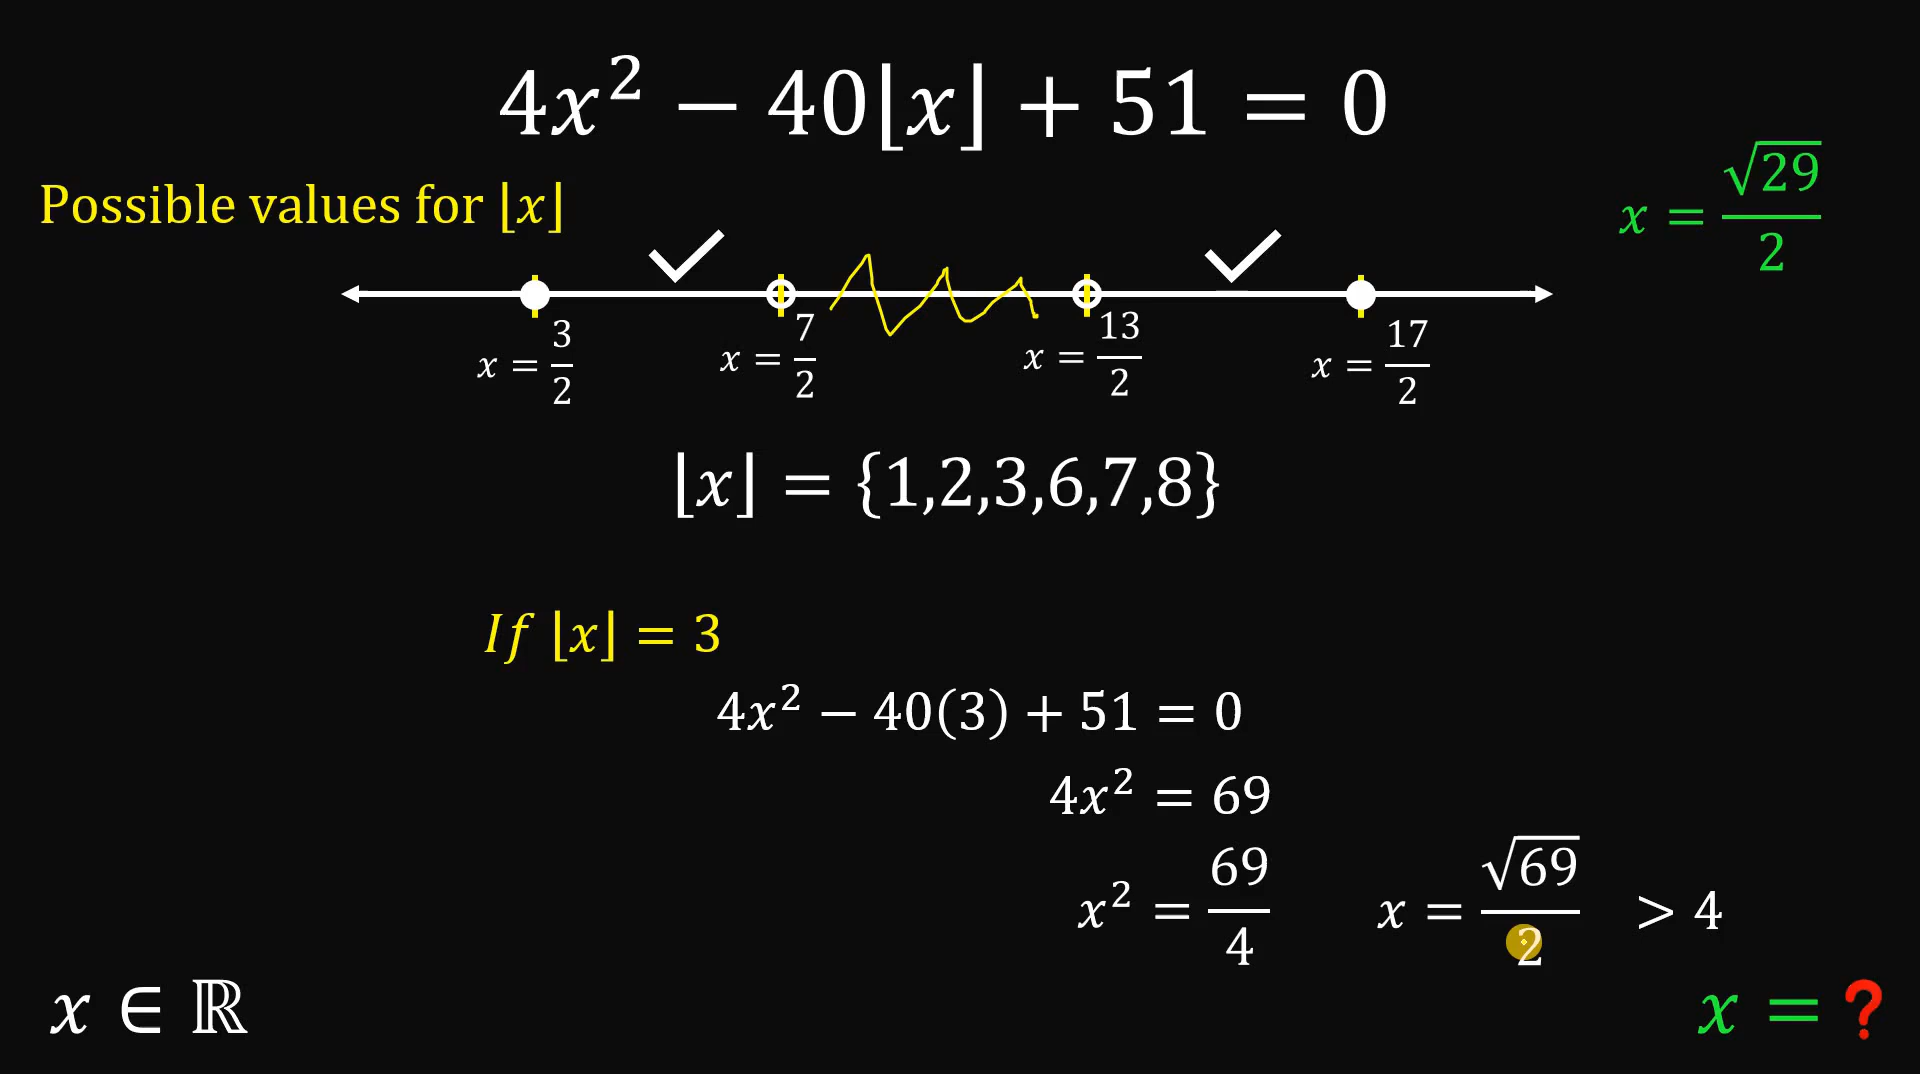 4x² − 40⌊x⌋ + 51 = 0
Possible values for ⌊x⌋
x = √29/2
x = 3/2
x = 7/2
x = 13/2
x = 17/2
⌊x⌋ = {1,2,3,6,7,8}
If ⌊x⌋ = 3
4x² − 40(3) + 51 = 0
4x² = 69
x² = 69/4
x = √69/2 > 4
x ∈ ℝ
x = ?